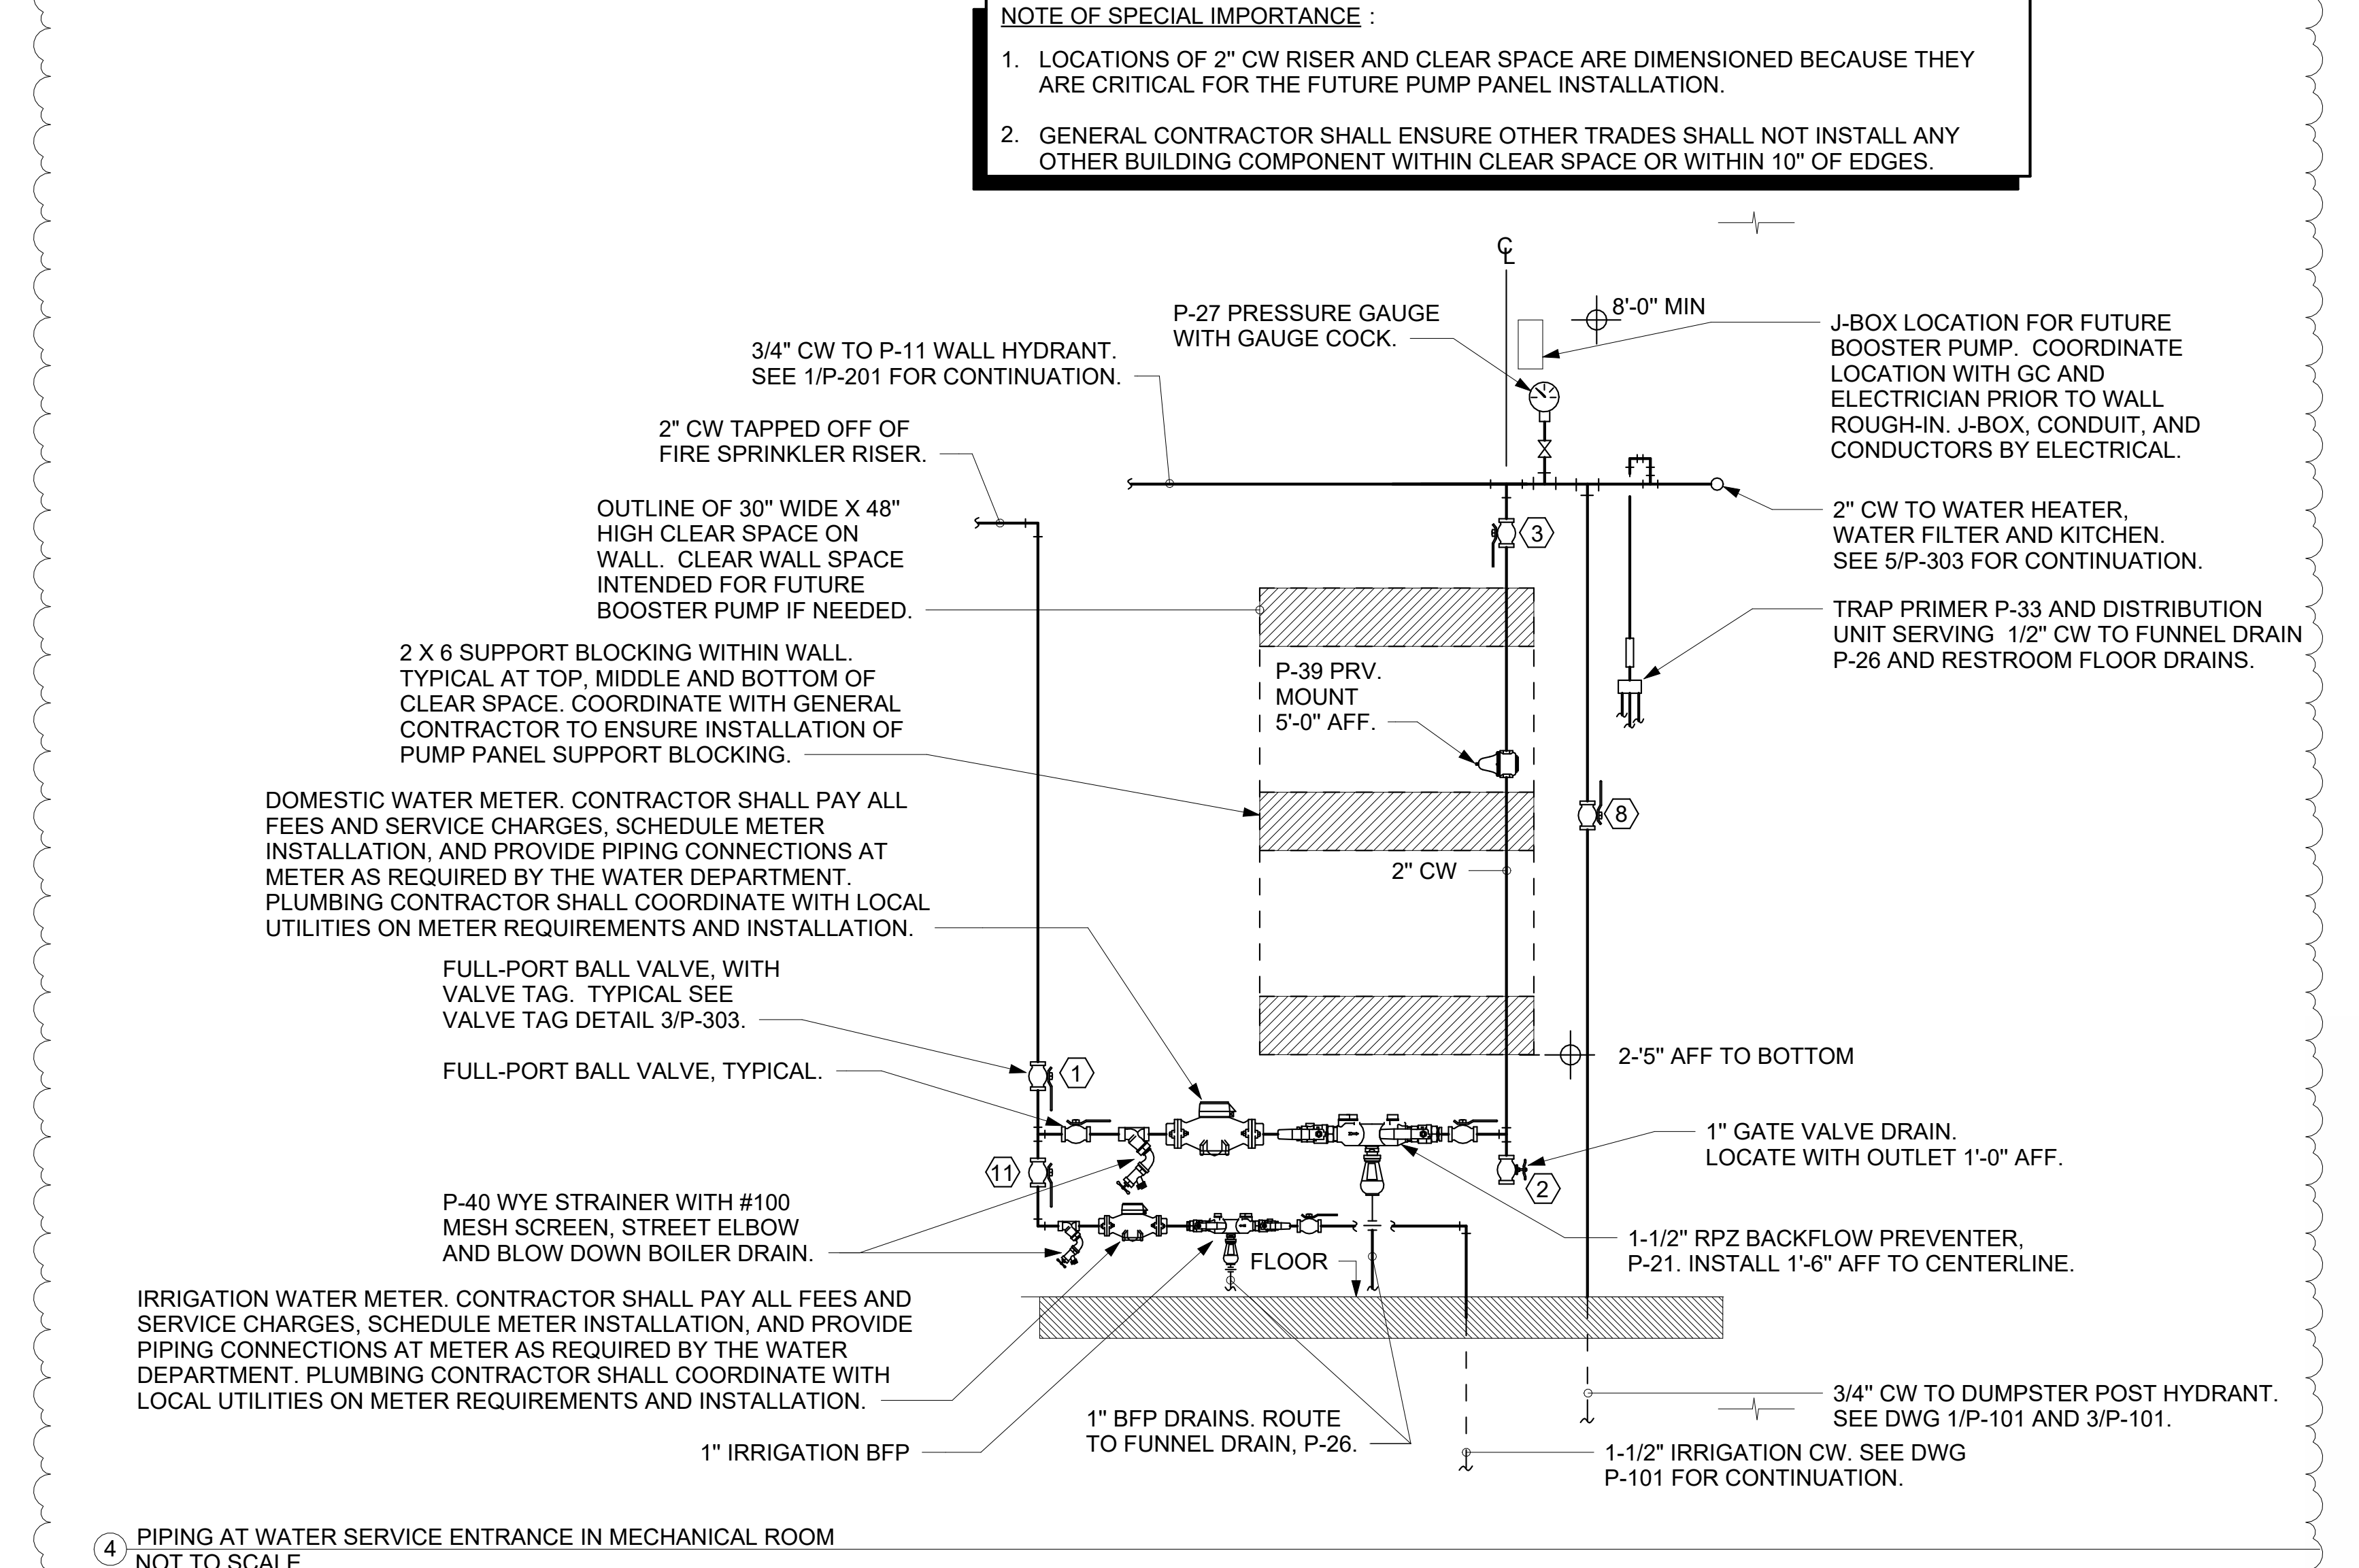 NOTE OF SPECIAL IMPORTANCE :
1. LOCATIONS OF 2" CW RISER AND CLEAR SPACE ARE DIMENSIONED BECAUSE THEY
ARE CRITICAL FOR THE FUTURE PUMP PANEL INSTALLATION.
2. GENERAL CONTRACTOR SHALL ENSURE OTHER TRADES SHALL NOT INSTALL ANY
OTHER BUILDING COMPONENT WITHIN CLEAR SPACE OR WITHIN 10" OF EDGES.
CL
P-27 PRESSURE GAUGE
WITH GAUGE COCK.
8'-0" MIN
J-BOX LOCATION FOR FUTURE
BOOSTER PUMP. COORDINATE
LOCATION WITH GC AND
ELECTRICIAN PRIOR TO WALL
ROUGH-IN. J-BOX, CONDUIT, AND
CONDUCTORS BY ELECTRICAL.
3/4" CW TO P-11 WALL HYDRANT.
SEE 1/P-201 FOR CONTINUATION.
2" CW TAPPED OFF OF
FIRE SPRINKLER RISER.
OUTLINE OF 30" WIDE X 48"
HIGH CLEAR SPACE ON
WALL. CLEAR WALL SPACE
INTENDED FOR FUTURE
BOOSTER PUMP IF NEEDED.
3
2" CW TO WATER HEATER,
WATER FILTER AND KITCHEN.
SEE 5/P-303 FOR CONTINUATION.
TRAP PRIMER P-33 AND DISTRIBUTION
UNIT SERVING 1/2" CW TO FUNNEL DRAIN
P-26 AND RESTROOM FLOOR DRAINS.
2 X 6 SUPPORT BLOCKING WITHIN WALL.
TYPICAL AT TOP, MIDDLE AND BOTTOM OF
CLEAR SPACE. COORDINATE WITH GENERAL
CONTRACTOR TO ENSURE INSTALLATION OF
PUMP PANEL SUPPORT BLOCKING.
P-39 PRV.
MOUNT
5'-0" AFF.
8
DOMESTIC WATER METER. CONTRACTOR SHALL PAY ALL
FEES AND SERVICE CHARGES, SCHEDULE METER
INSTALLATION, AND PROVIDE PIPING CONNECTIONS AT
METER AS REQUIRED BY THE WATER DEPARTMENT.
PLUMBING CONTRACTOR SHALL COORDINATE WITH LOCAL
UTILITIES ON METER REQUIREMENTS AND INSTALLATION.
2" CW
FULL-PORT BALL VALVE, WITH
VALVE TAG. TYPICAL SEE
VALVE TAG DETAIL 3/P-303.
FULL-PORT BALL VALVE, TYPICAL.
1
2-'5" AFF TO BOTTOM
11
2
1" GATE VALVE DRAIN.
LOCATE WITH OUTLET 1'-0" AFF.
P-40 WYE STRAINER WITH #100
MESH SCREEN, STREET ELBOW
AND BLOW DOWN BOILER DRAIN.
FLOOR
1-1/2" RPZ BACKFLOW PREVENTER,
P-21. INSTALL 1'-6" AFF TO CENTERLINE.
IRRIGATION WATER METER. CONTRACTOR SHALL PAY ALL FEES AND
SERVICE CHARGES, SCHEDULE METER INSTALLATION, AND PROVIDE
PIPING CONNECTIONS AT METER AS REQUIRED BY THE WATER
DEPARTMENT. PLUMBING CONTRACTOR SHALL COORDINATE WITH
LOCAL UTILITIES ON METER REQUIREMENTS AND INSTALLATION.
1" IRRIGATION BFP
1" BFP DRAINS. ROUTE
TO FUNNEL DRAIN, P-26.
3/4" CW TO DUMPSTER POST HYDRANT.
SEE DWG 1/P-101 AND 3/P-101.
1-1/2" IRRIGATION CW. SEE DWG
P-101 FOR CONTINUATION.
4 PIPING AT WATER SERVICE ENTRANCE IN MECHANICAL ROOM
NOT TO SCALE